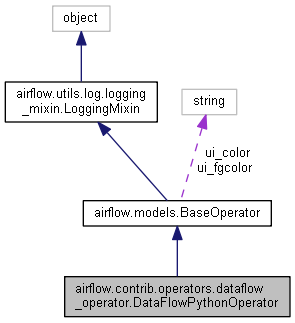 object
airflow.utils.log.logging
_mixin.LoggingMixin
string
ui_color
ui_fgcolor
airflow.models.BaseOperator
airflow.contrib.operators.dataflow
_operator.DataFlowPythonOperator